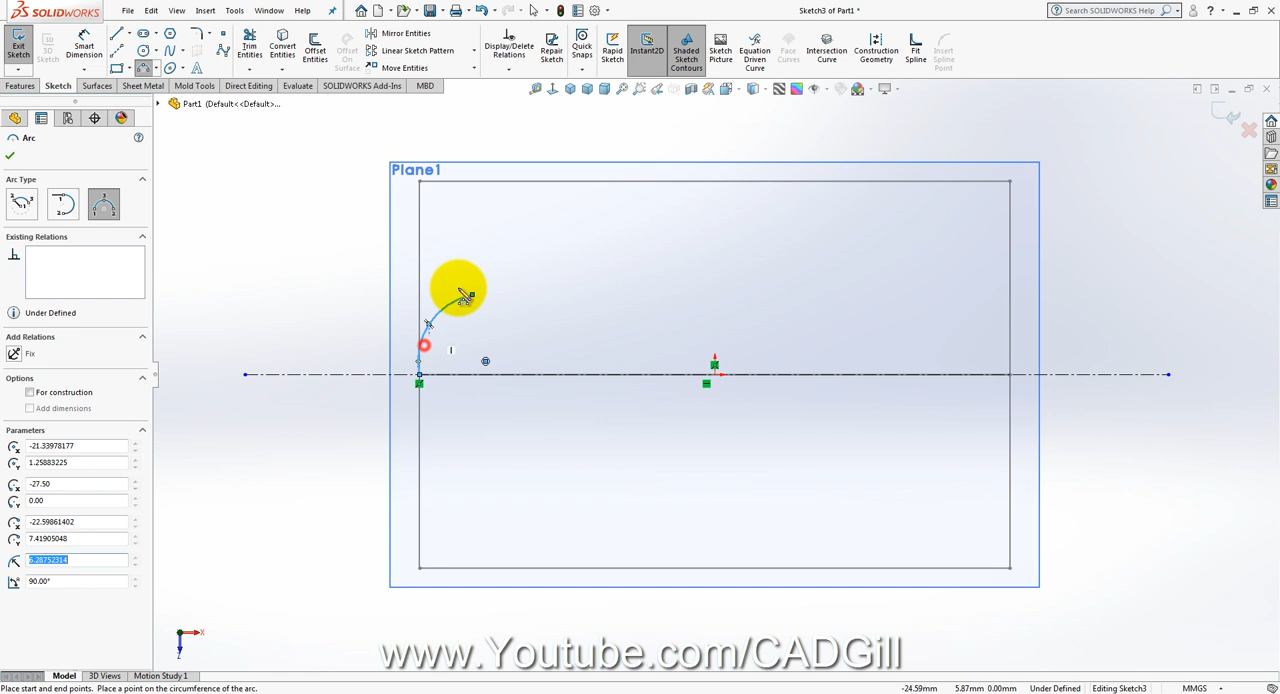 SOLIDWORKS
File Edit View Insert Tools Window Help
Sketch3 of Part1 *
Search SOLIDWORKS Help
Exit Sketch
3D Sketch
Smart Dimension
Trim Entities
Convert Entities
Offset Entities
Offset On Surface
Mirror Entities
Linear Sketch Pattern
Move Entities
Display/Delete Relations
Repair Sketch
Quick Snaps
Rapid Sketch
Instant2D
Shaded Sketch Contours
Sketch Picture
Equation Driven Curve
Face Curves
Intersection Curve
Construction Geometry
Fit Spline
Insert Spline Point
Features Sketch Surfaces Sheet Metal Mold Tools Direct Editing Evaluate SOLIDWORKS Add-Ins MBD
Part1 (Default<<Default>...
Arc
Arc Type
Existing Relations
Under Defined
Add Relations
Fix
Options
For construction
Add dimensions
Parameters
-21.33978177
1.25883225
-27.50
0.00
-22.59861402
7.41905048
6.28752314
90.00°
Plane1
X
Z
www.Youtube.com/CADGill
Model 3D Views Motion Study 1
Place start and end points. Place a point on the circumference of the arc.
-24.59mm 5.87mm 0.00mm Under Defined Editing Sketch3 MMGS